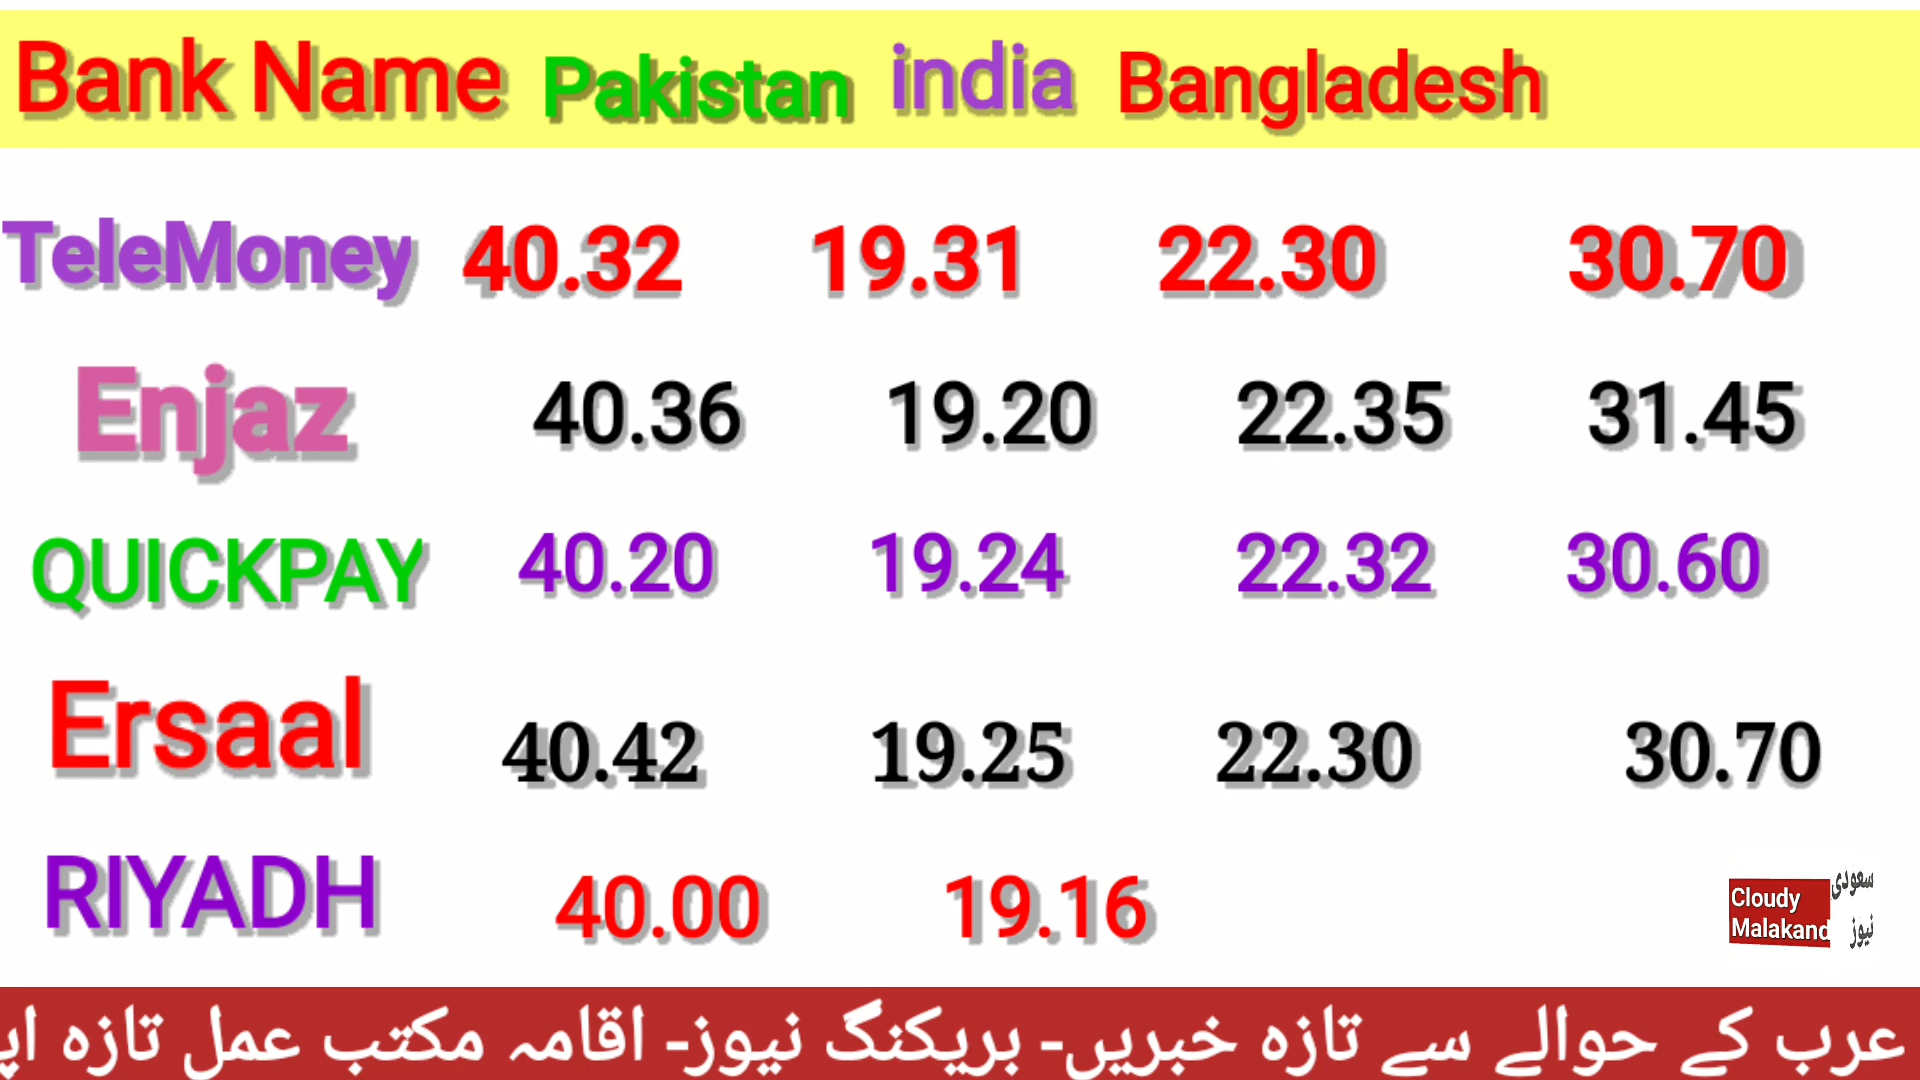 Bank Name Pakistan india Bangladesh
TeleMoney 40.32 19.31 22.30 30.70
Enjaz 40.36 19.20 22.35 31.45
QUICKPAY 40.20 19.24 22.32 30.60
Ersaal 40.42 19.25 22.30 30.70
RIYADH 40.00 19.16
Cloudy
Malakand
سعودی
نیوز
عرب کے حوالے سے تازہ خبریں- بریکنگ نیوز- اقامہ مکتب عمل تازہ اپ